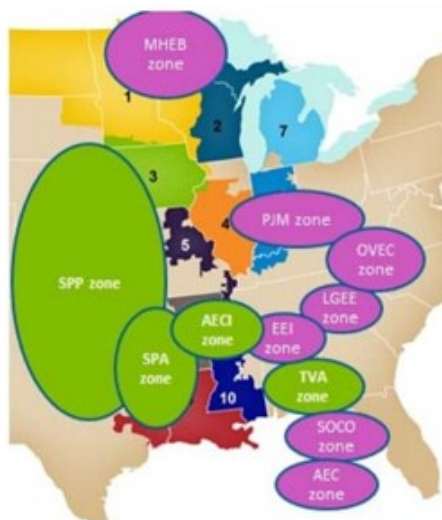 MHEB
zone
1
2
7
3
4
5
PJM zone
OVEC
zone
SPP zone
LGEE
zone
AECI
zone
EEI
zone
SPA
zone
TVA
zone
10
SOCO
zone
AEC
zone